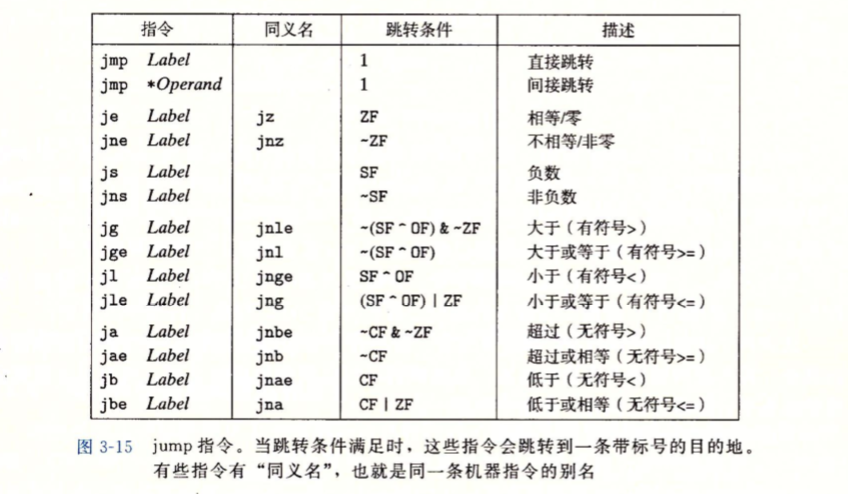 指令 同义名 跳转条件 描述
jmp Label 1 直接跳转
jmp *Operand 1 间接跳转
je Label jz ZF 相等/零
jne Label jnz ~ZF 不相等/非零
js Label SF 负数
jns Label ~SF 非负数
jg Label jnle ~(SF ^ OF) & ~ZF 大于（有符号>）
jge Label jnl ~(SF ^ OF) 大于或等于（有符号>=）
jl Label jnge SF ^ OF 小于（有符号<）
jle Label jng (SF ^ OF) | ZF 小于或等于（有符号<=）
ja Label jnbe ~CF & ~ZF 超过（无符号>）
jae Label jnb ~CF 超过或相等（无符号>=）
jb Label jnae CF 低于（无符号<）
jbe Label jna CF | ZF 低于或相等（无符号<=）
图 3-15 jump 指令。当跳转条件满足时，这些指令会跳转到一条带标号的目的地。
有些指令有“同义名”，也就是同一条机器指令的别名